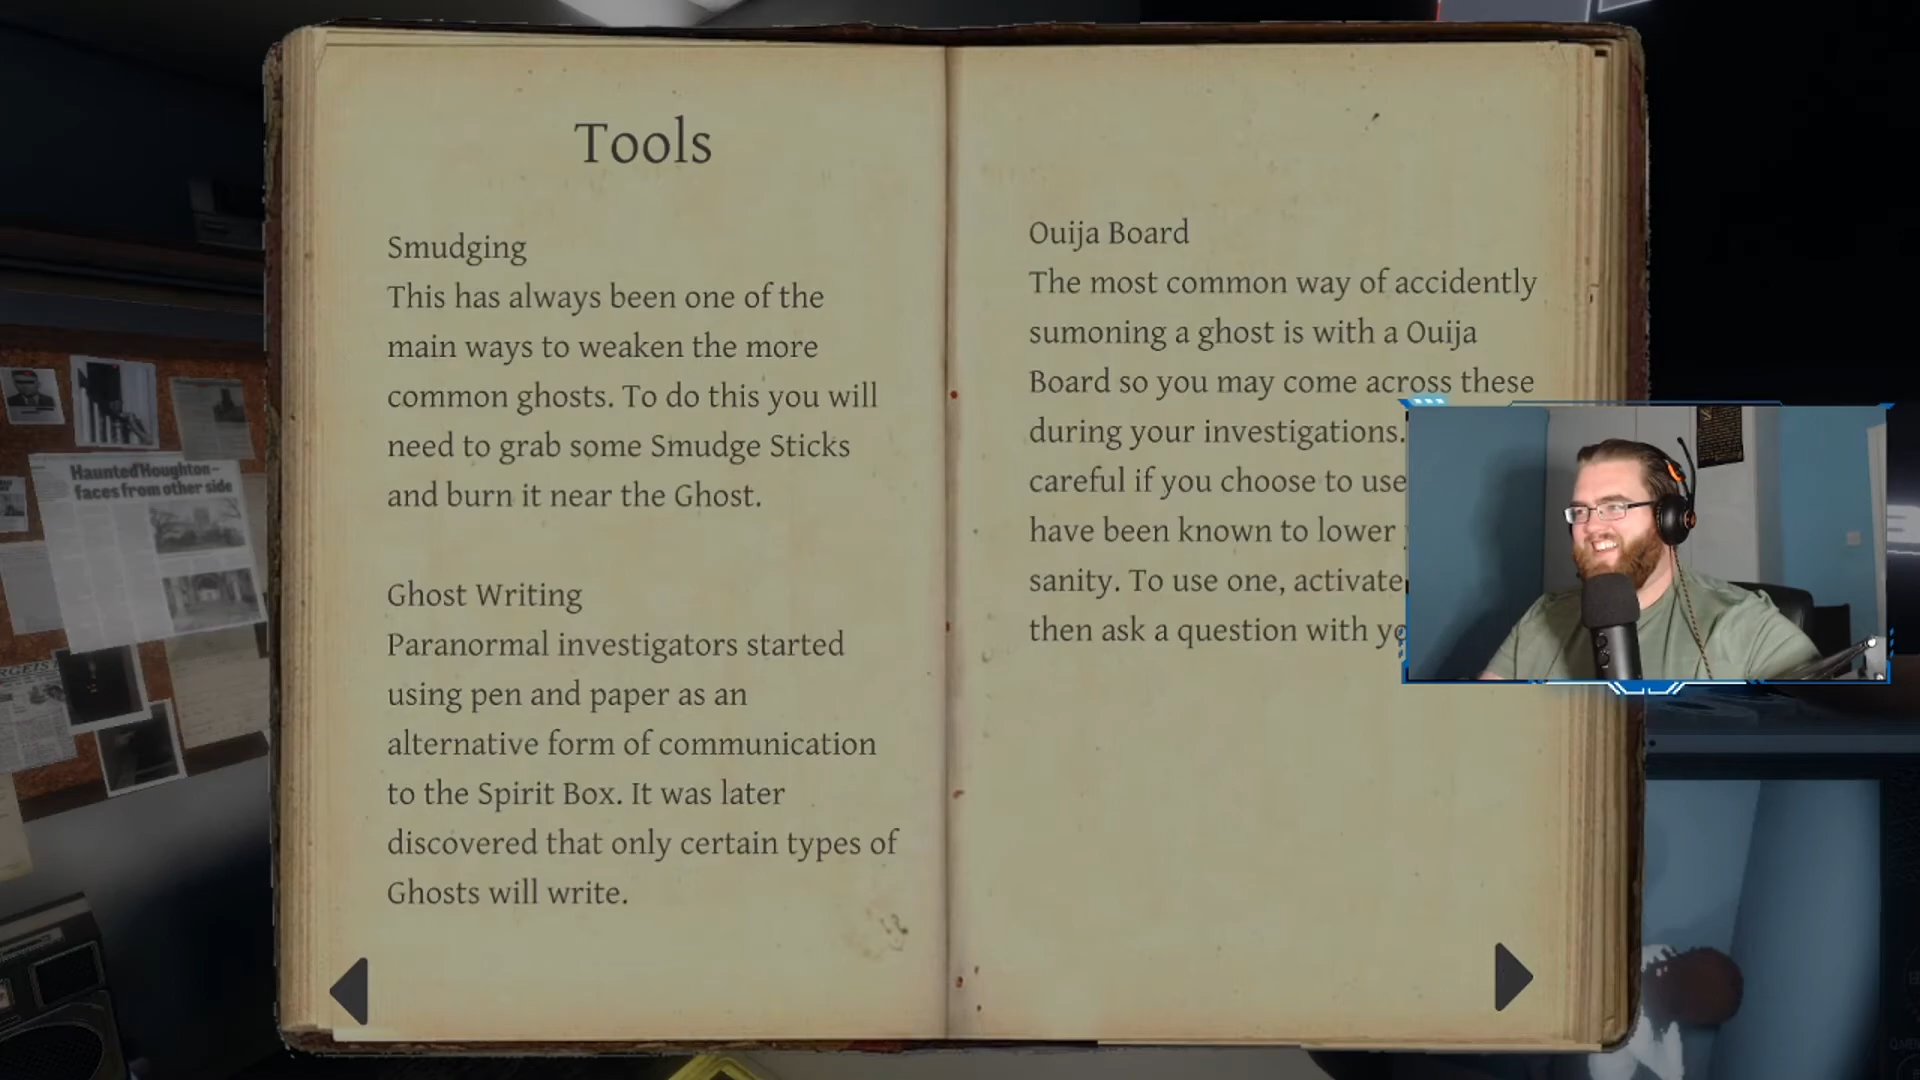 Tools
Smudging
This has always been one of the
main ways to weaken the more
common ghosts. To do this you will
need to grab some Smudge Sticks
and burn it near the Ghost.
Ghost Writing
Paranormal investigators started
using pen and paper as an
alternative form of communication
to the Spirit Box. It was later
discovered that only certain types of
Ghosts will write.
Ouija Board
The most common way of accidently
sumoning a ghost is with a Ouija
Board so you may come across these
during your investigations.
careful if you choose to use
have been known to lower
sanity. To use one, activate
then ask a question with
Haunted Houghton-
faces from other side